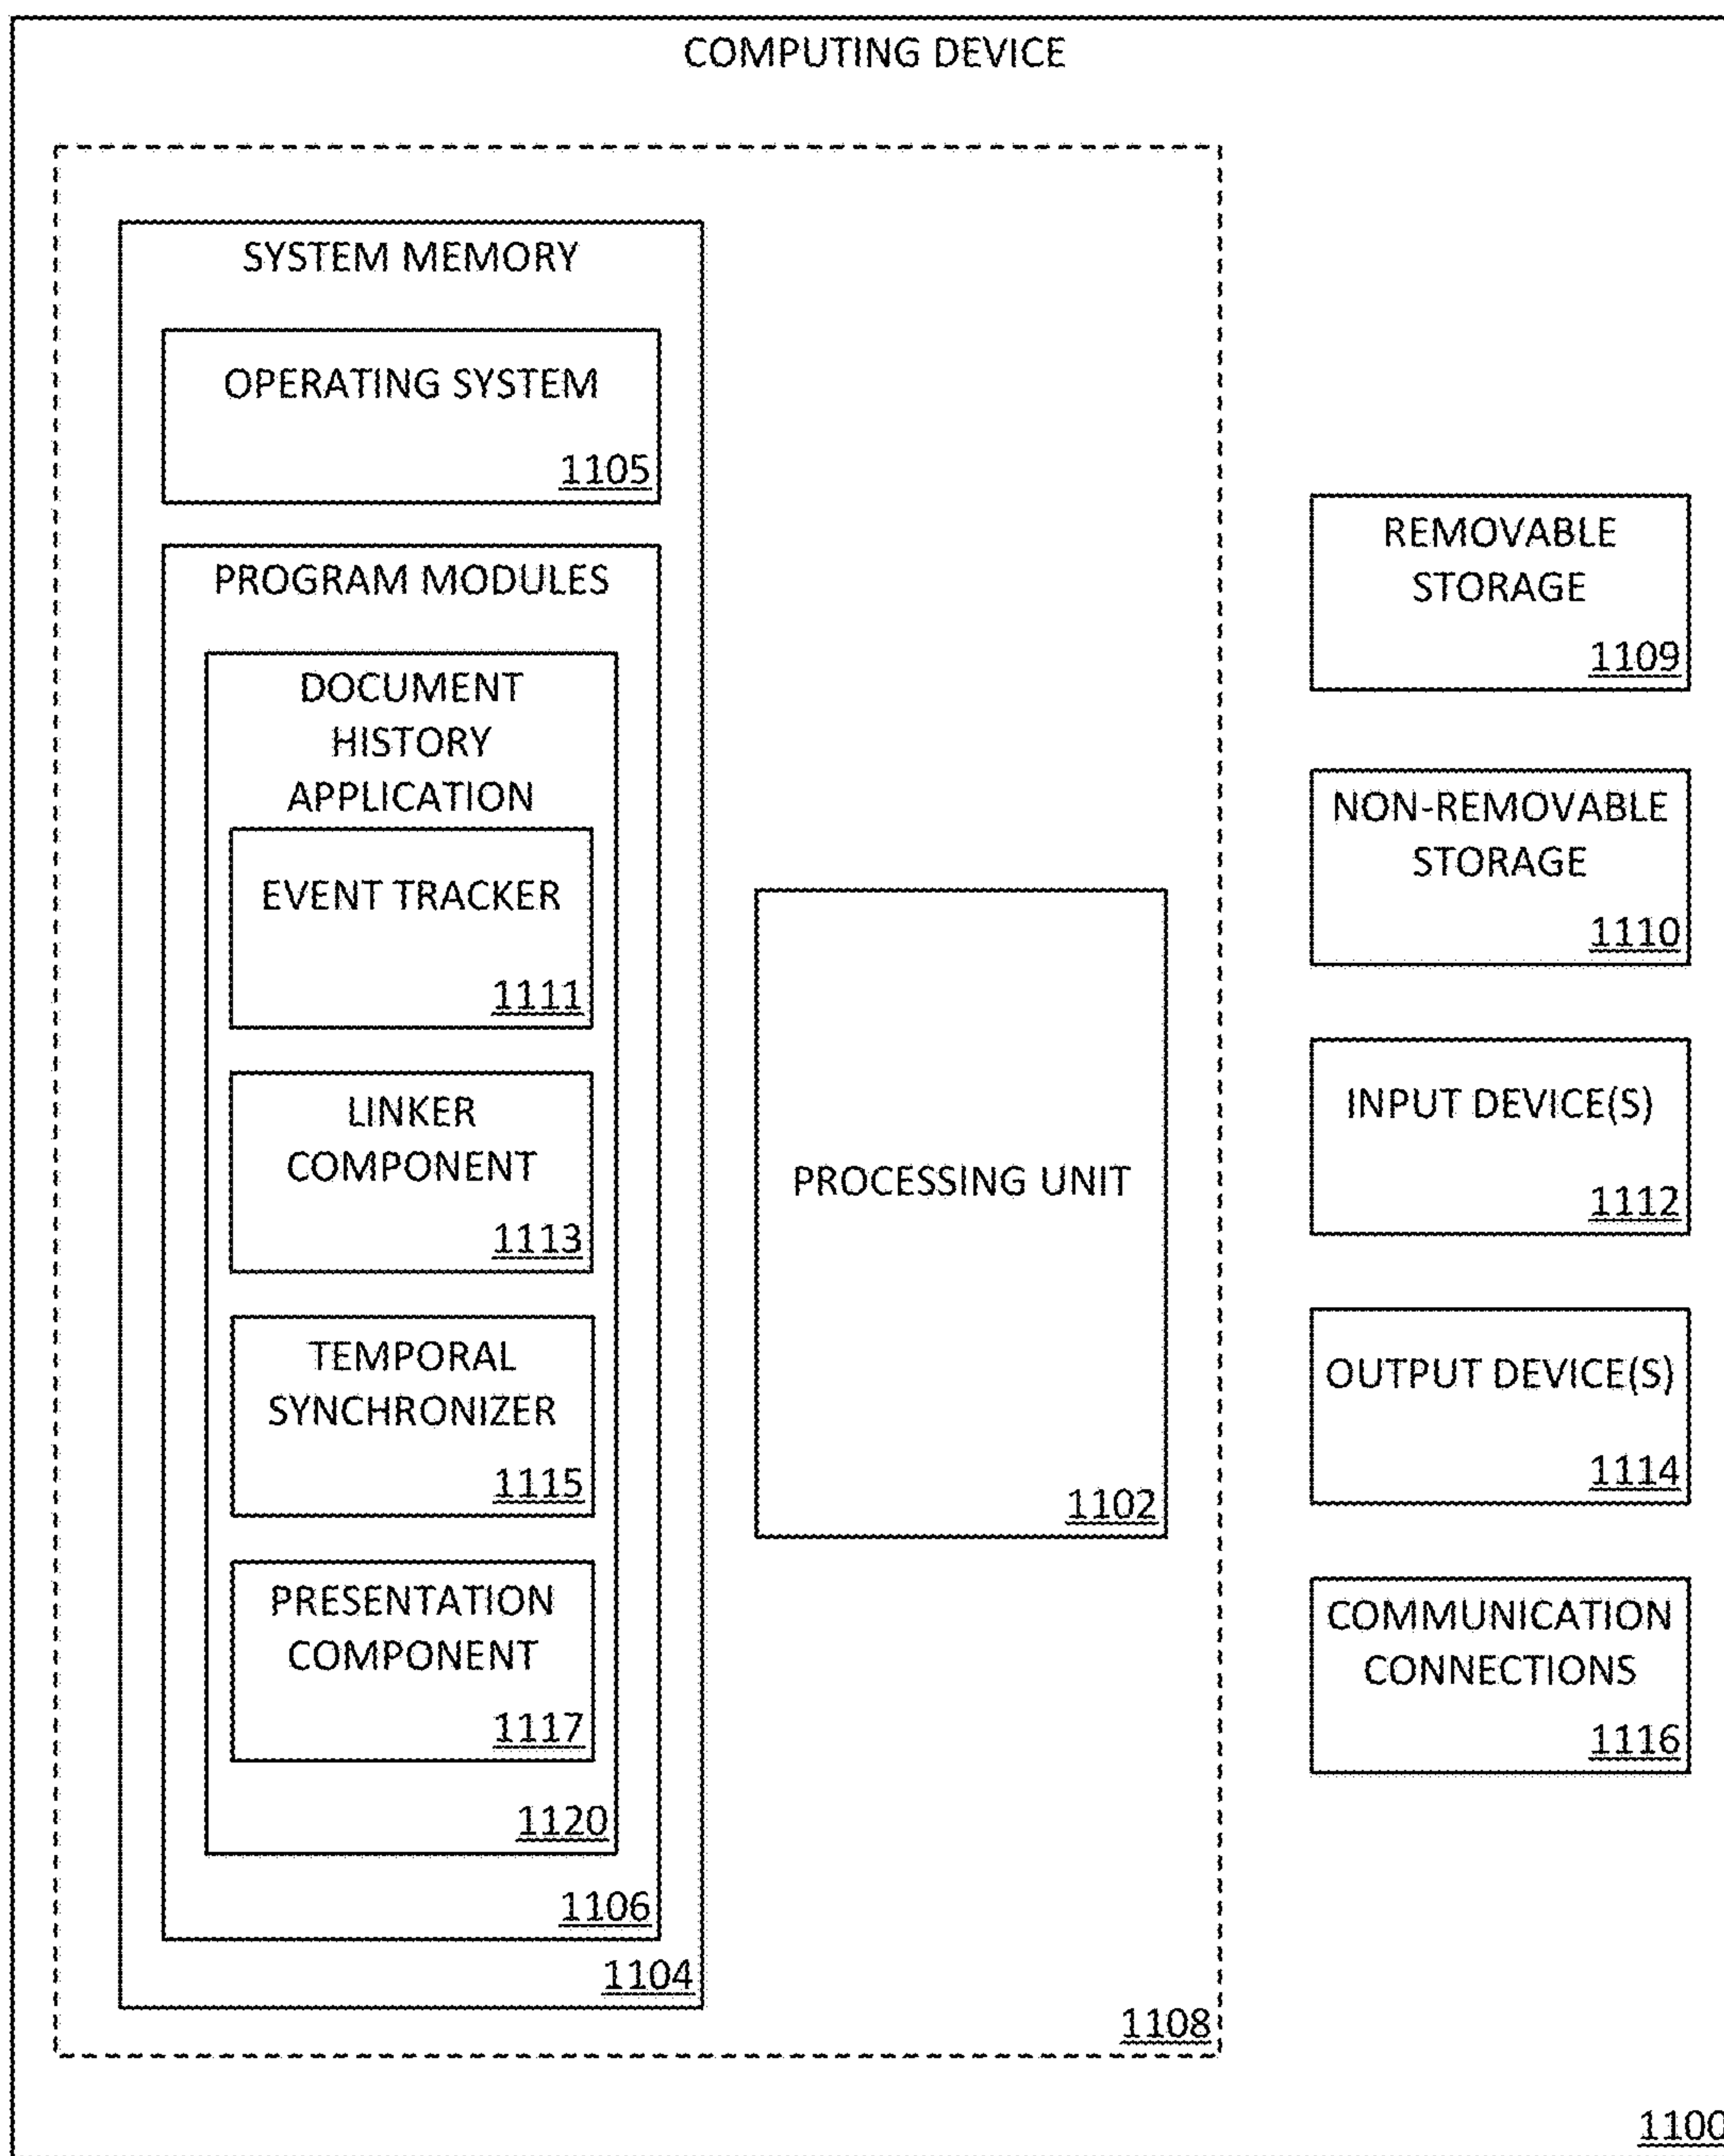 COMPUTING DEVICE
SYSTEM MEMORY
OPERATING SYSTEM
1105
PROGRAM MODULES
DOCUMENT
HISTORY
APPLICATION
EVENT TRACKER
1111
LINKER
COMPONENT
1113
TEMPORAL
SYNCHRONIZER
1115
PRESENTATION
COMPONENT
1117
1120
1106
1104
PROCESSING UNIT
1102
1108
REMOVABLE
STORAGE
1109
NON-REMOVABLE
STORAGE
1110
INPUT DEVICE(S)
1112
OUTPUT DEVICE(S)
1114
COMMUNICATION
CONNECTIONS
1116
1100